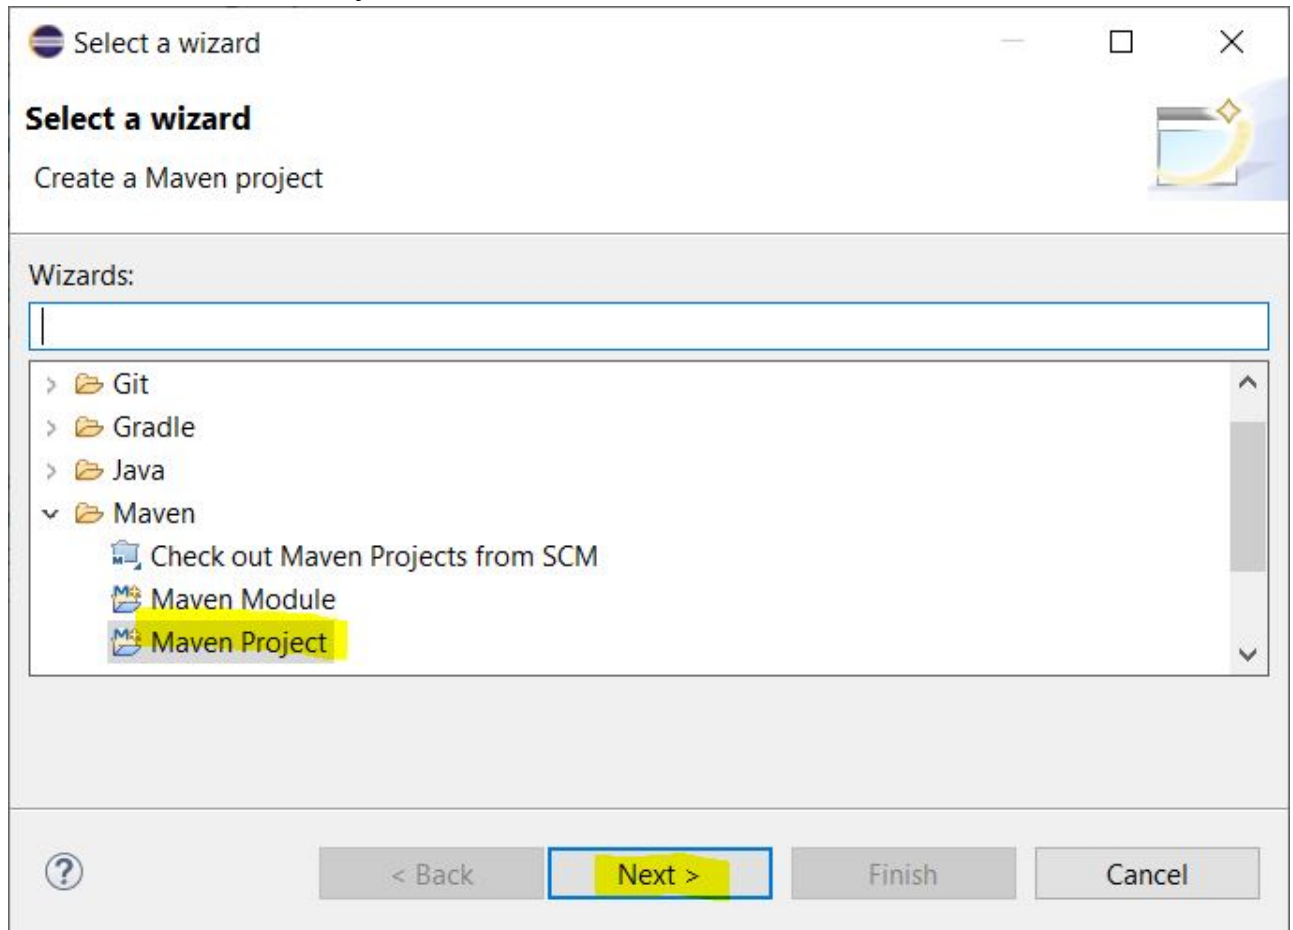 Select a wizard
Select a wizard
Create a Maven project
Wizards:
Git
Gradle
Java
Maven
Check out Maven Projects from SCM
Maven Module
Maven Project
? < Back Next > Finish Cancel